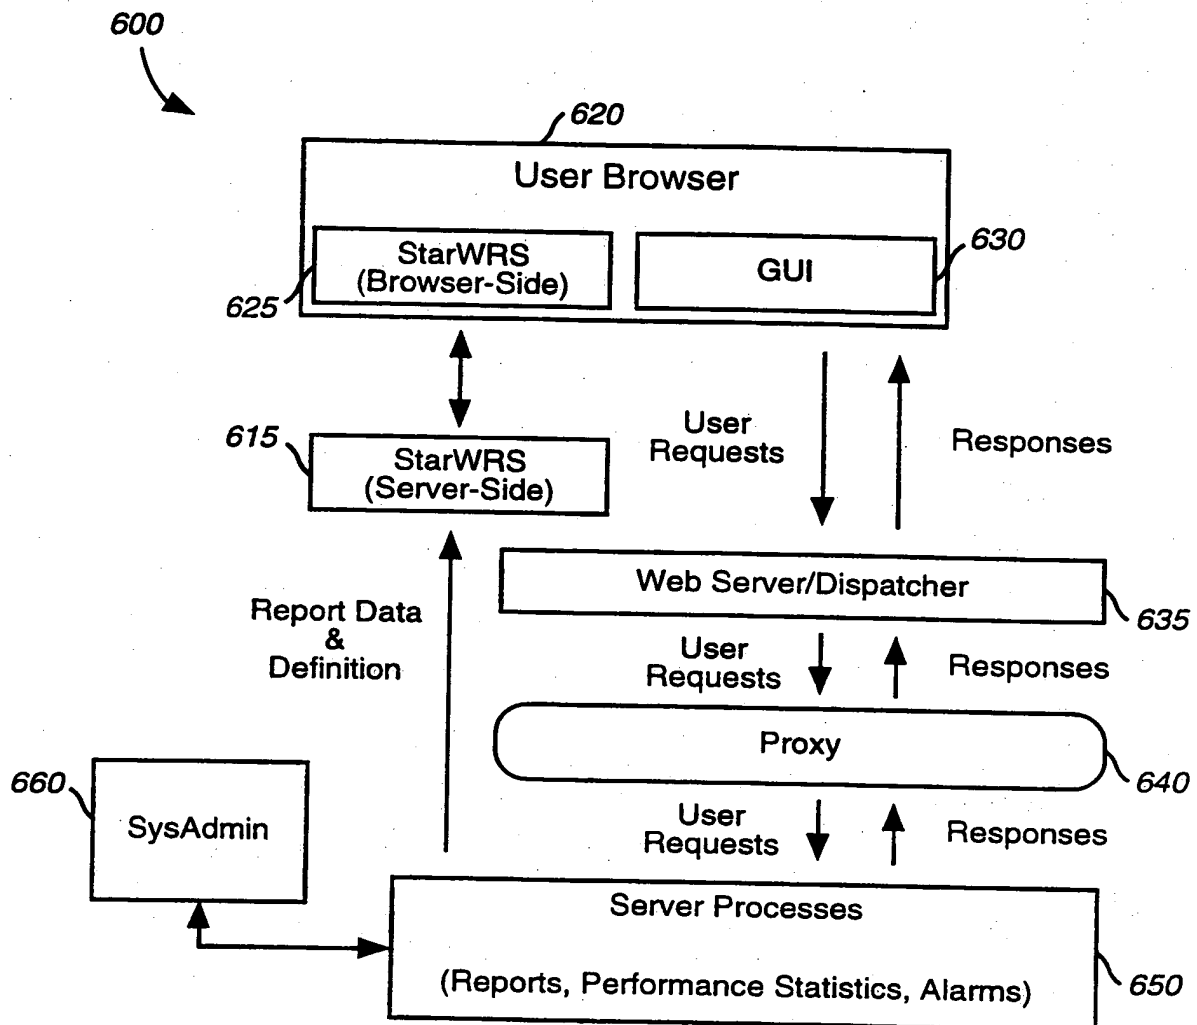 600
620
User Browser
StarWRS
(Browser-Side)
625
GUI
630
615
StarWRS
(Server-Side)
User
Requests
Responses
Web Server/Dispatcher
635
Report Data
&
Definition
User
Requests
Responses
Proxy
640
660
SysAdmin
User
Requests
Responses
Server Processes
(Reports, Performance Statistics, Alarms)
650